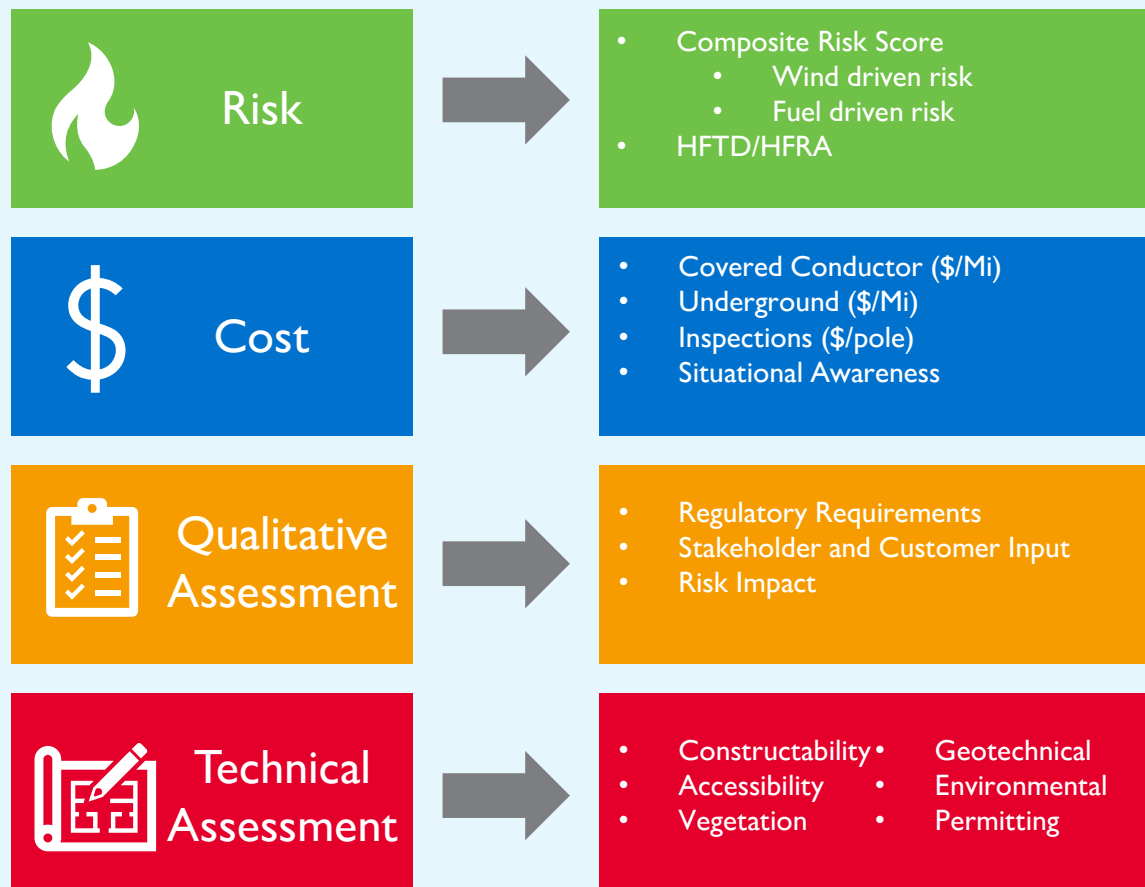 Risk
• Composite Risk Score
• Wind driven risk
• Fuel driven risk
• HFTD/HFRA
$
Cost
• Covered Conductor ($/Mi)
• Underground ($/Mi)
• Inspections ($/pole)
• Situational Awareness
Qualitative
Assessment
• Regulatory Requirements
• Stakeholder and Customer Input
• Risk Impact
Technical
Assessment
• Constructability
• Accessibility
• Vegetation
• Geotechnical
• Environmental
• Permitting